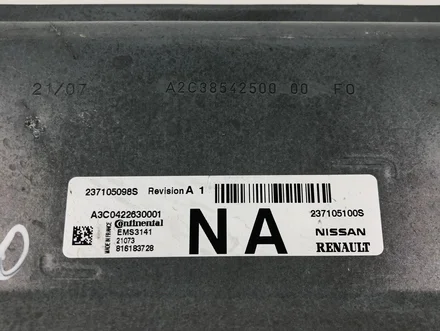 21/07 A2C38542500 00 F0
237105098S Revision A 1
A3C0422630001 237105100S
Continental
EMS3141
21073
816183728
MADE IN FRANCE
NA
NISSAN
RENAULT